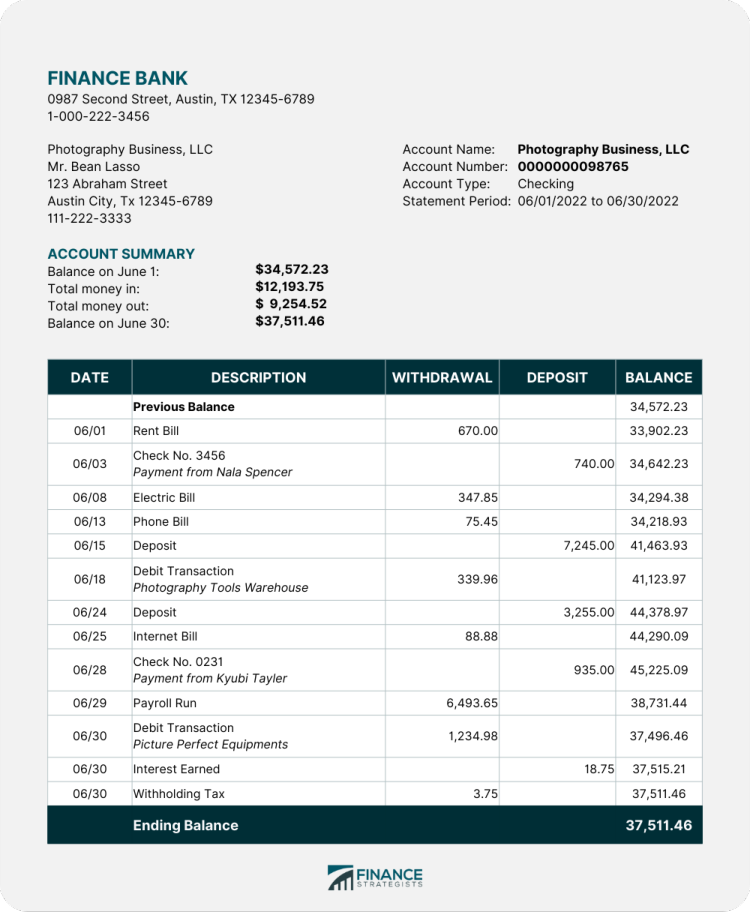 FINANCE BANK
0987 Second Street, Austin, TX 12345-6789
1-000-222-3456
Photography Business, LLC
Mr. Bean Lasso
123 Abraham Street
Austin City, Tx 12345-6789
111-222-3333
Account Name: Photography Business, LLC
Account Number: 0000000098765
Account Type: Checking
Statement Period: 06/01/2022 to 06/30/2022
ACCOUNT SUMMARY
Balance on June 1: $34,572.23
Total money in: $12,193.75
Total money out: $ 9,254.52
Balance on June 30: $37,511.46
DATE DESCRIPTION WITHDRAWAL DEPOSIT BALANCE
Previous Balance 34,572.23
06/01 Rent Bill 670.00 33,902.23
06/03 Check No. 3456 740.00 34,642.23
Payment from Nala Spencer
06/08 Electric Bill 347.85 34,294.38
06/13 Phone Bill 75.45 34,218.93
06/15 Deposit 7,245.00 41,463.93
06/18 Debit Transaction 339.96 41,123.97
Photography Tools Warehouse
06/24 Deposit 3,255.00 44,378.97
06/25 Internet Bill 88.88 44,290.09
06/28 Check No. 0231 935.00 45,225.09
Payment from Kyubi Tayler
06/29 Payroll Run 6,493.65 38,731.44
06/30 Debit Transaction 1,234.98 37,496.46
Picture Perfect Equipments
06/30 Interest Earned 18.75 37,515.21
06/30 Withholding Tax 3.75 37,511.46
Ending Balance 37,511.46
FINANCE
STRATEGISTS